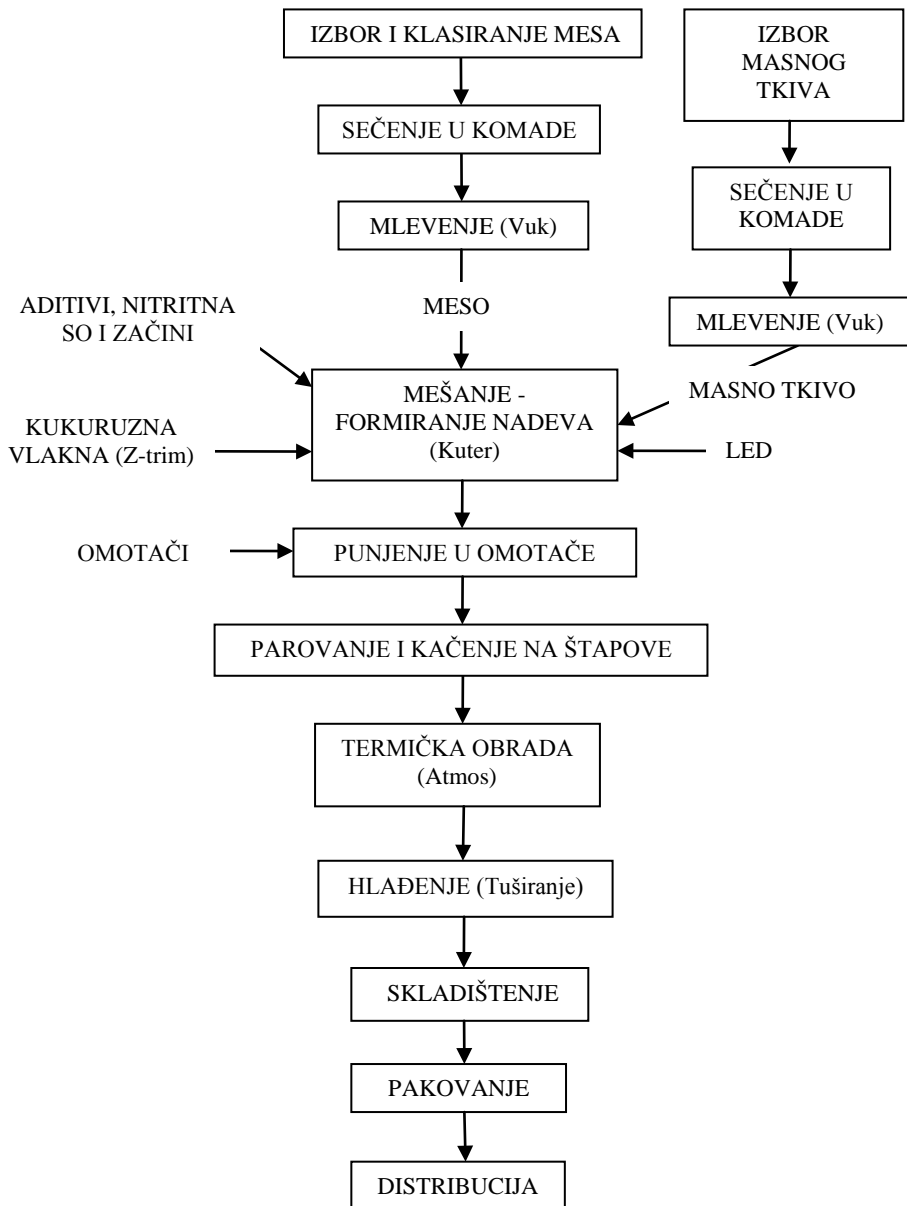 IZBOR I KLASIRANJE MESA
IZBOR
MASNOG
TKIVA
SEČENJE U KOMADE
SEČENJE U
KOMADE
MLEVENJE (Vuk)
ADITIVI, NITRITNA
SO I ZAČINI
MESO
MLEVENJE (Vuk)
MEŠANJE -
FORMIRANJE NADEVA
(Kuter)
MASNO TKIVO
KUKURUZNA
VLAKNA (Z-trim)
LED
OMOTAČI
PUNJENJE U OMOTAČE
PAROVANJE I KAČENJE NA ŠTAPOVE
TERMIČKA OBRADA
(Atmos)
HLAĐENJE (Tuširanje)
SKLADIŠTENJE
PAKOVANJE
DISTRIBUCIJA